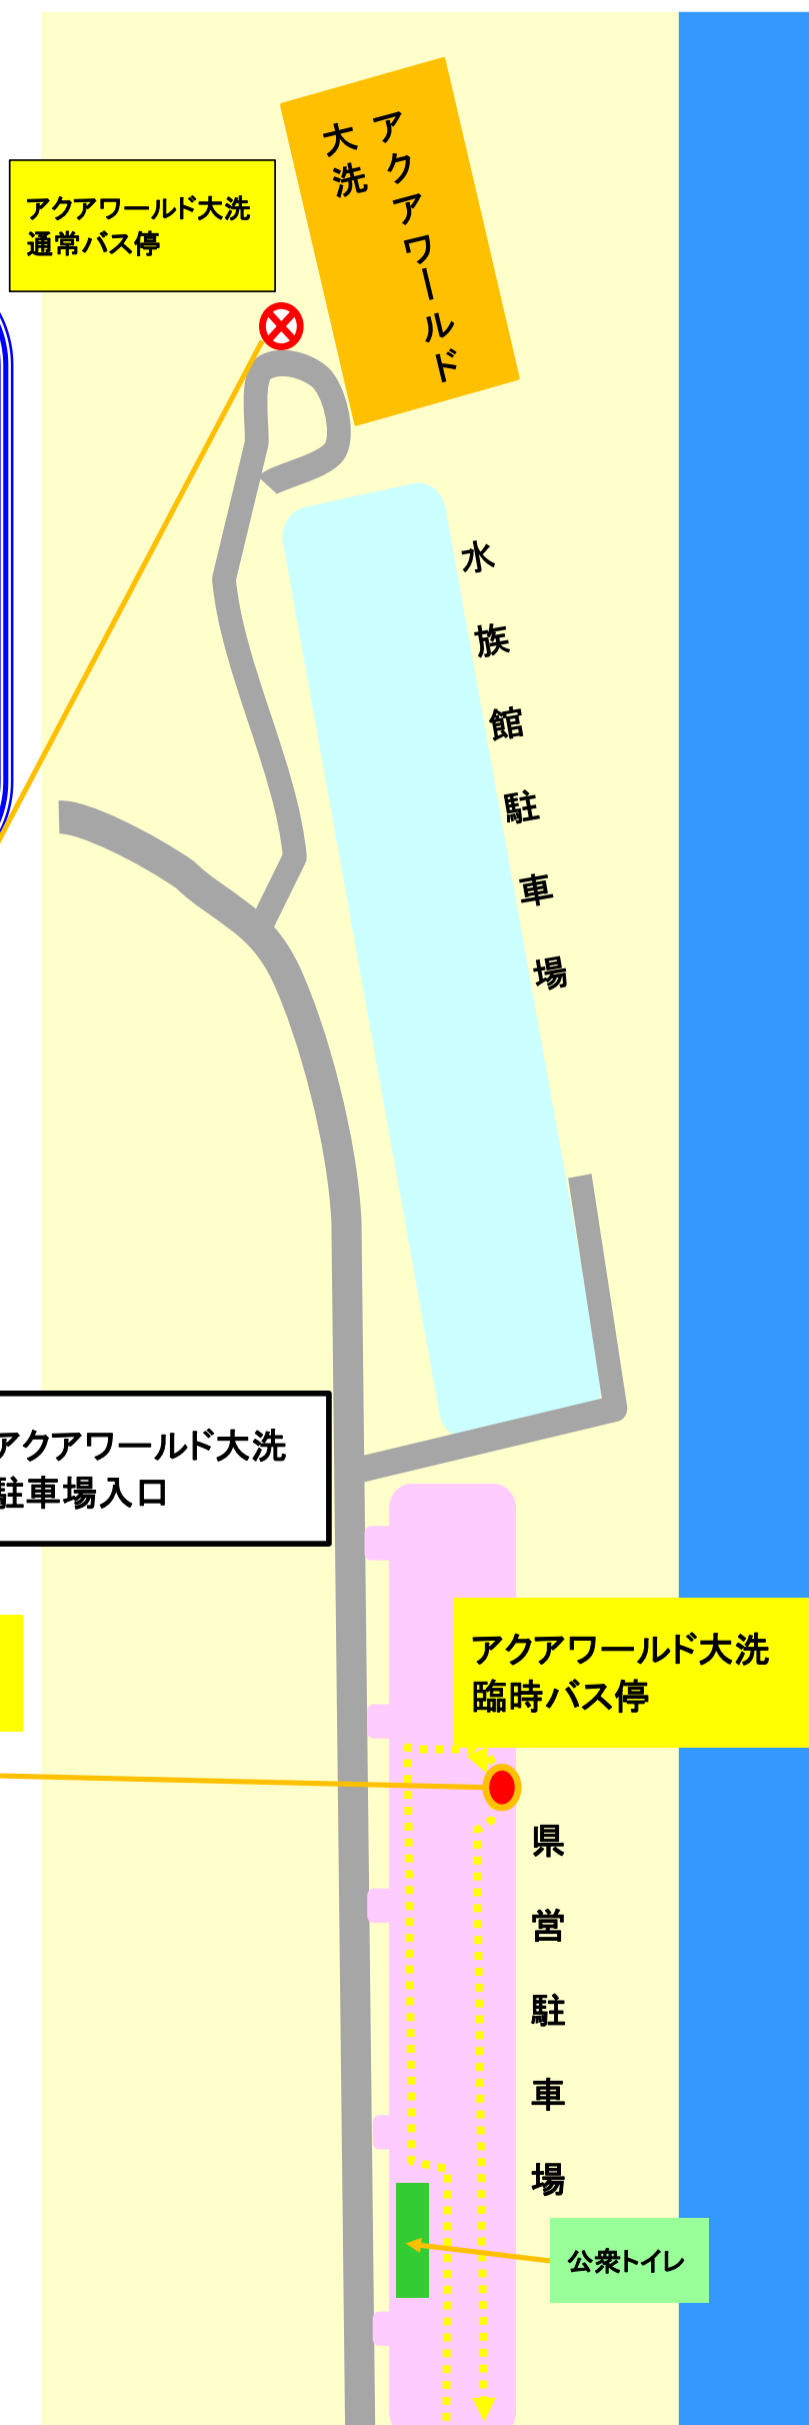 アクアワールド
大洗
アクアワールド大洗
通常バス停
水族館駐車場
アクアワールド大洗
駐車場入口
アクアワールド大洗
臨時バス停
県営駐車場
公衆トイレ